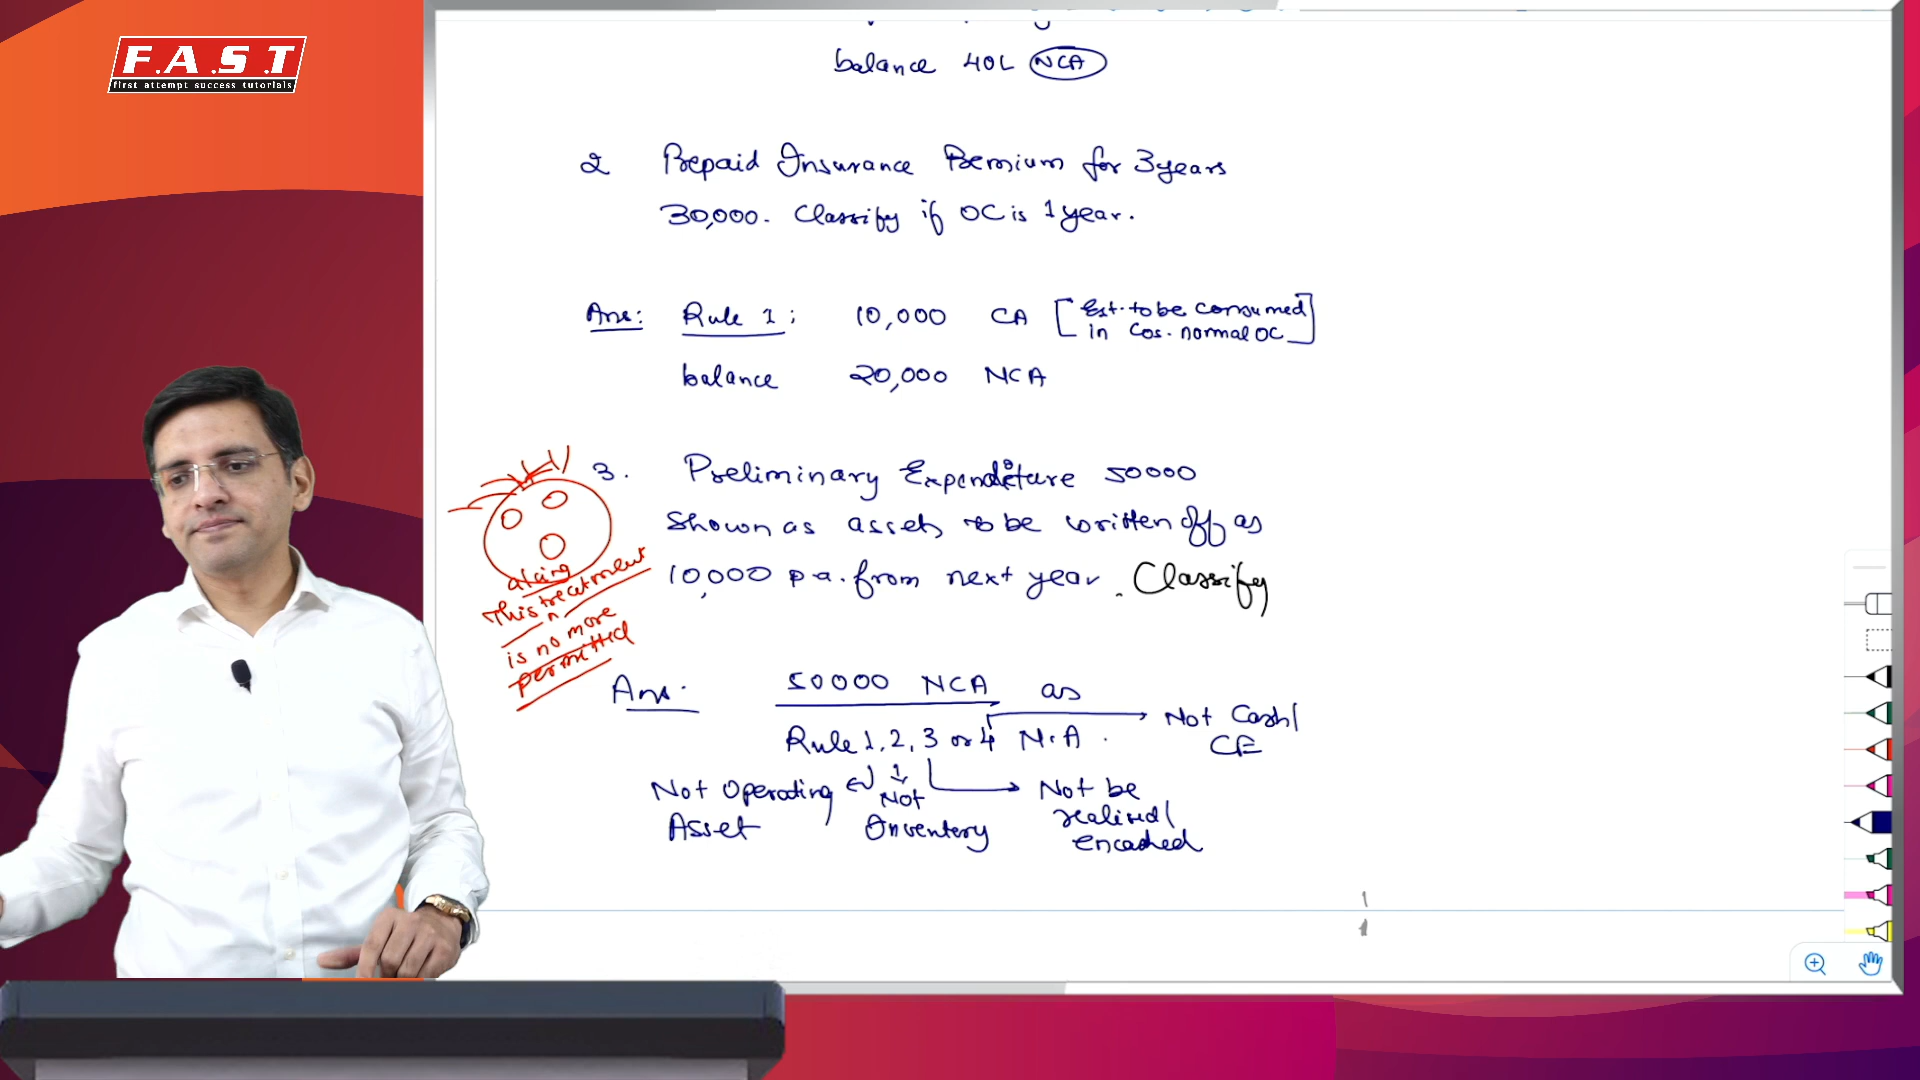 F.A.S.T
first attempt success tutorials
balance 40L NCA
2 Prepaid Insurance Premium for 3 years
30,000. Classify if OC is 1 year.
Ans: Rule 1: 10,000 CA [Est. to be consumed
in Cos. normal OC]
balance 20,000 NCA
3. Preliminary Expenditure 50000
shown as assets to be written off as
10,000 p.a. from next year. Classify
This treatment
is no more
permitted
Ans. 50000 NCA as
Rule 1, 2, 3 or 4 N.A.
Not Cash/
CE
Not Operating
Asset
Not
Inventory
Not be
realised/
encashed